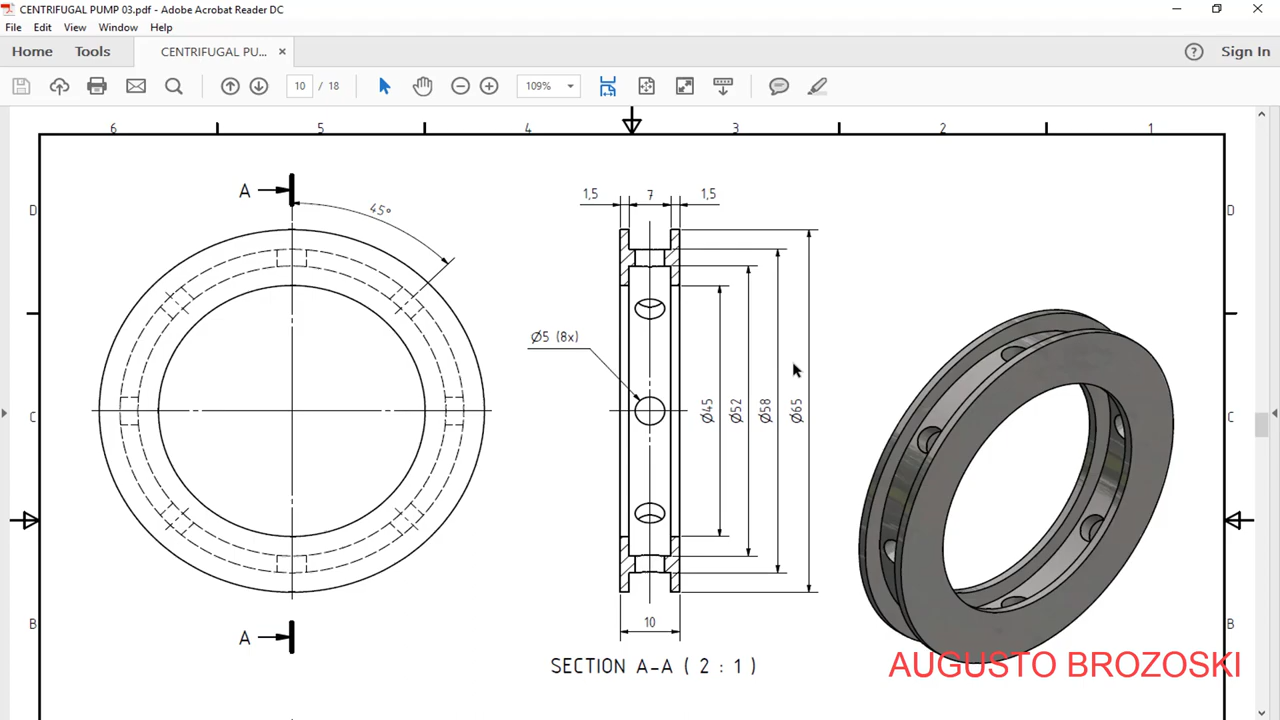 CENTRIFUGAL PUMP 03.pdf - Adobe Acrobat Reader DC
File Edit View Window Help
Home Tools CENTRIFUGAL PU... × ? Sign In
10 / 18 109%
6 5 4 3 2 1
A
45°
1,5 7 1,5
D D
Ø5 (8x)
Ø45 Ø52 Ø58 Ø65
C C
B B
10
A
SECTION A-A ( 2 : 1 )
AUGUSTO BROZOSKI